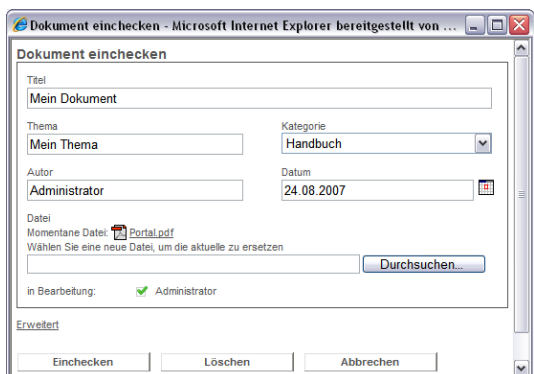 Dokument einchecken - Microsoft Internet Explorer bereitgestellt von ...
Dokument einchecken
Titel
Mein Dokument
Thema
Kategorie
Mein Thema
Handbuch
Autor
Datum
Administrator
24.08.2007
Datei
Momentane Datei: Portal.pdf
Wählen Sie eine neue Datei, um die aktuelle zu ersetzen
Durchsuchen...
in Bearbeitung: Administrator
Erweitert
Einchecken Löschen Abbrechen